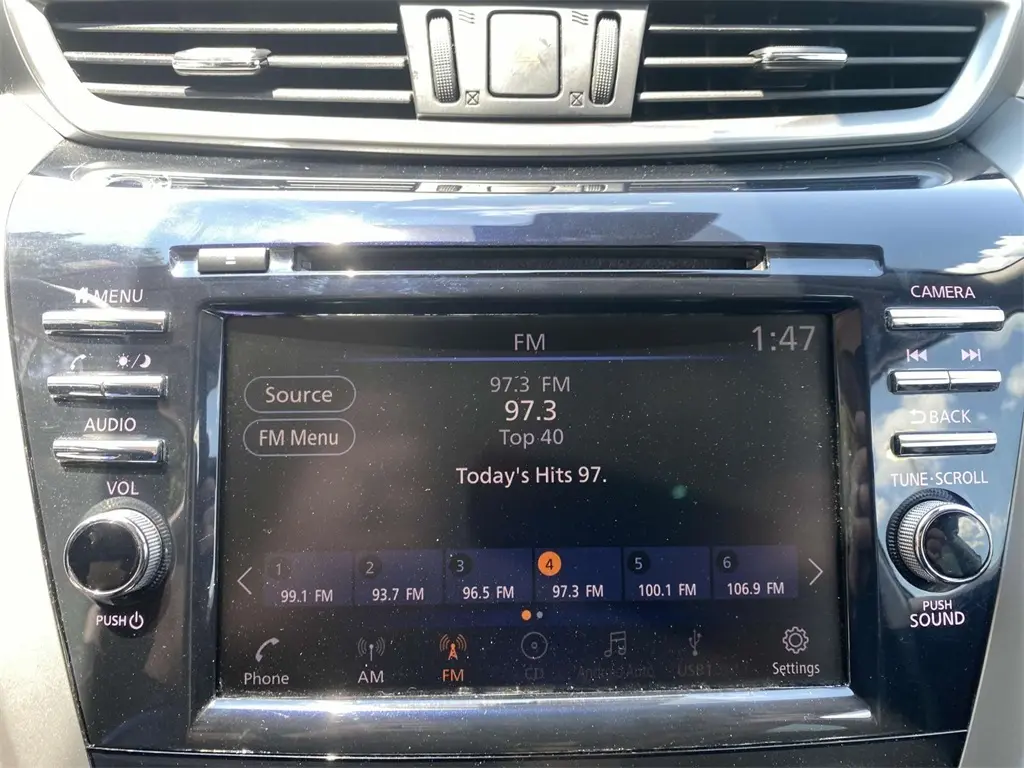 MENU
CAMERA
AUDIO
VOL
PUSH
BACK
TUNE·SCROLL
PUSH
SOUND
FM
1:47
Source
FM Menu
97.3 FM
97.3
Top 40
Today's Hits 97.
1 2 3 4 5 6
99.1 FM 93.7 FM 96.5 FM 97.3 FM 100.1 FM 106.9 FM
Phone AM FM CD USB1 Settings